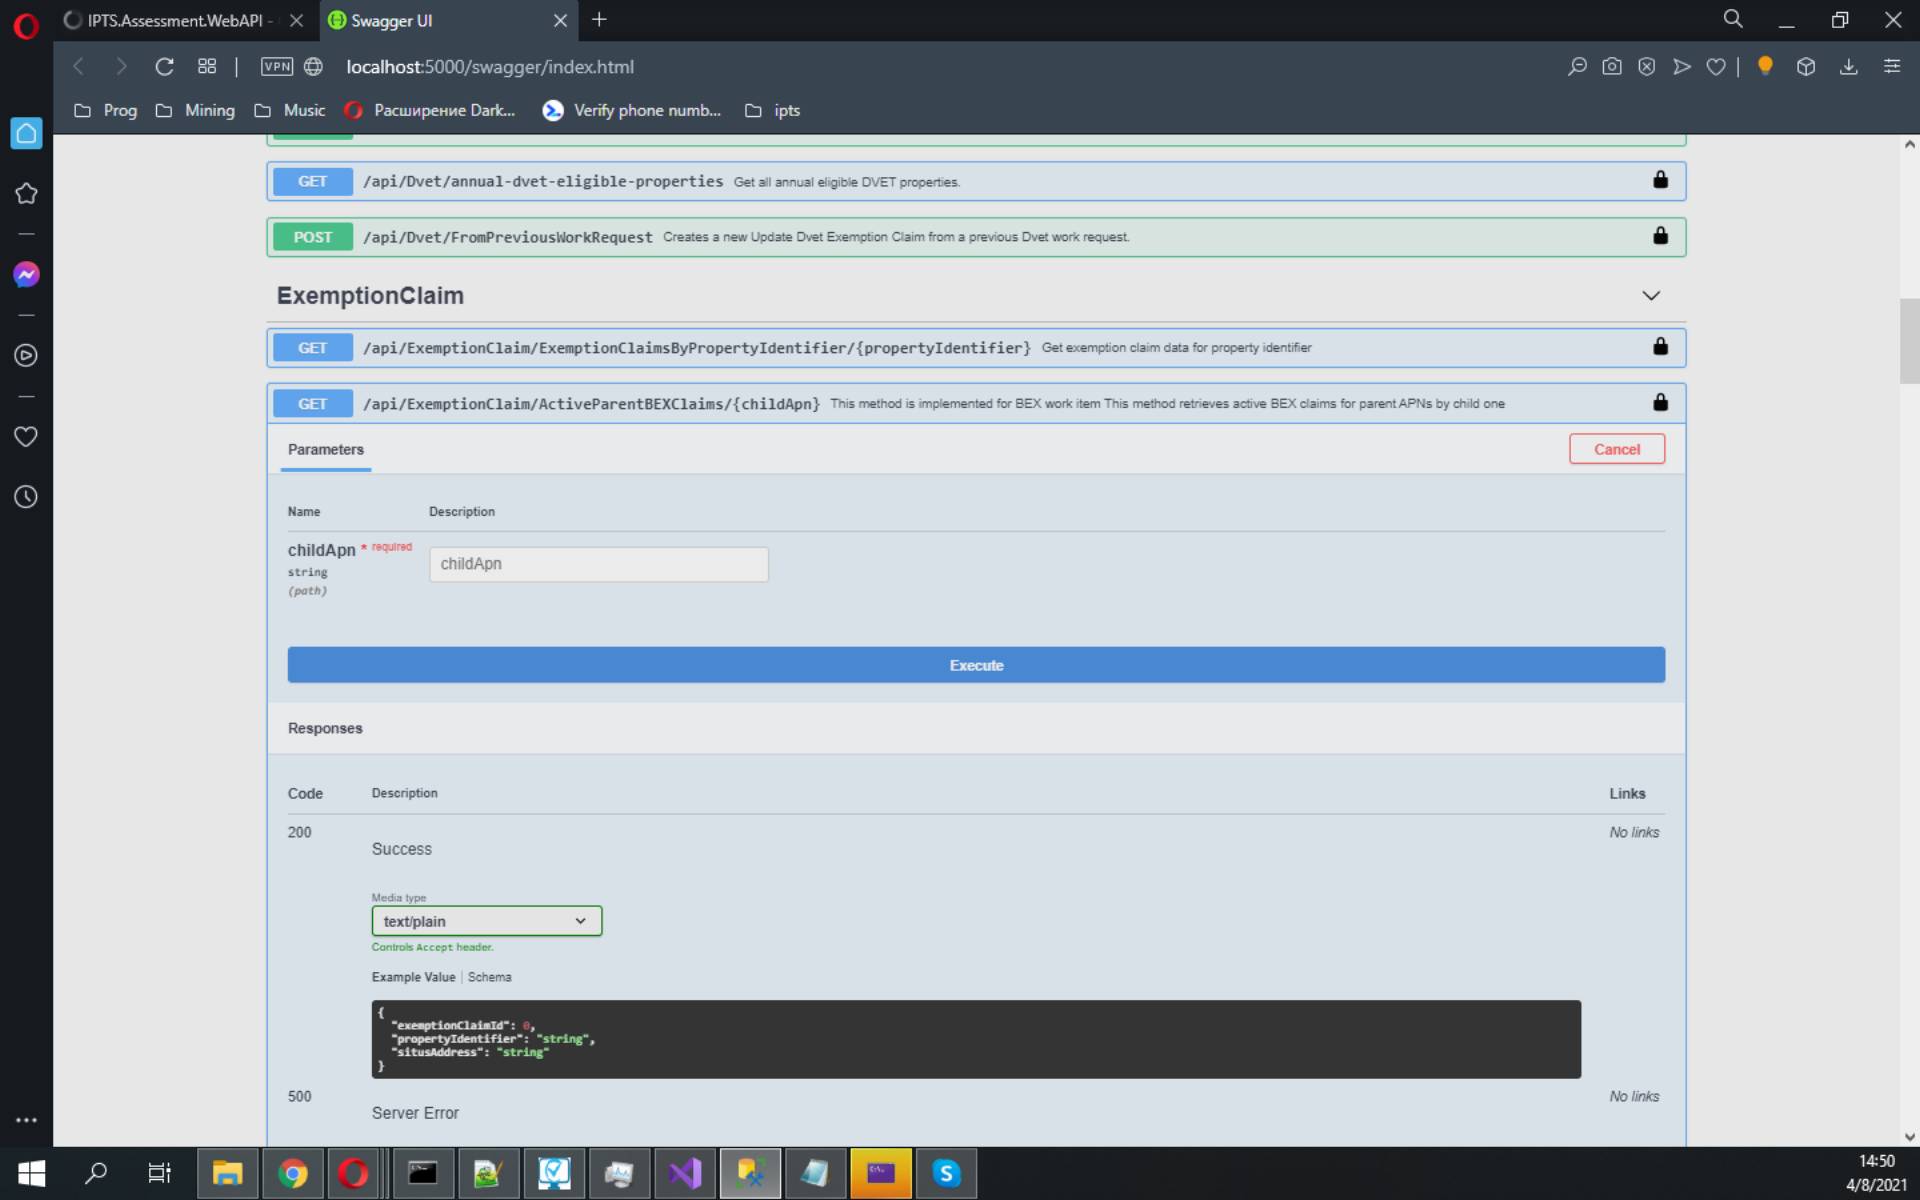 IPTS.Assessment.WebAPI -
Swagger UI
VPN
localhost:5000/swagger/index.html
Prog
Mining
Music
Расширение Dark...
Verify phone numb...
ipts
GET /api/Dvet/annual-dvet-eligible-properties Get all annual eligible DVET properties.
POST /api/Dvet/FromPreviousWorkRequest Creates a new Update Dvet Exemption Claim from a previous Dvet work request.
ExemptionClaim
GET /api/ExemptionClaim/ExemptionClaimsByPropertyIdentifier/{propertyIdentifier} Get exemption claim data for property identifier
GET /api/ExemptionClaim/ActiveParentBEXClaims/{childApn} This method is implemented for BEX work item This method retrieves active BEX claims for parent APNs by child one
Parameters
Cancel
Name Description
childApn * required
string
(path)
childApn
Execute
Responses
Code Description Links
200
Success
No links
Media type
text/plain
Controls Accept header.
Example Value | Schema
{
"exemptionClaimId": 0,
"propertyIdentifier": "string",
"situsAddress": "string"
}
500
Server Error
No links
14:50
4/8/2021